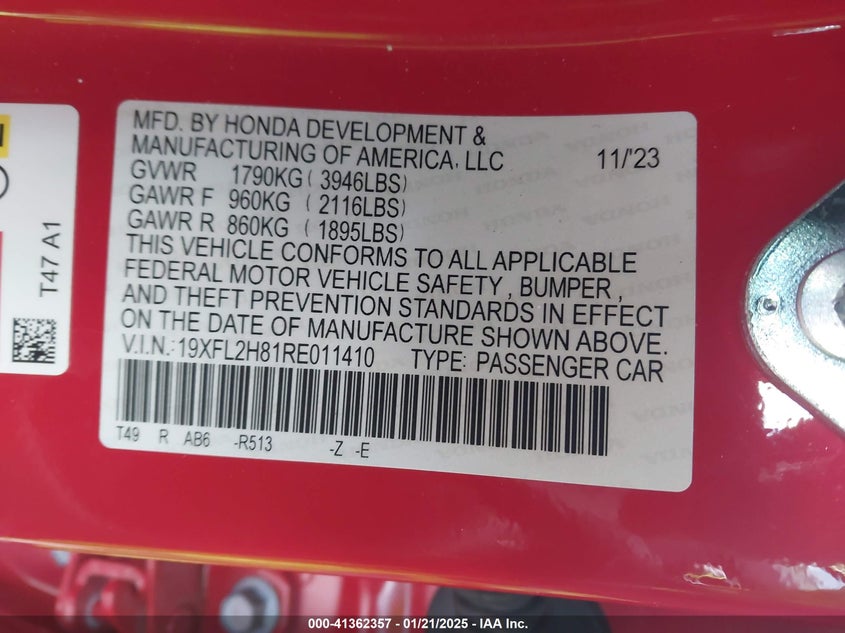 MFD. BY HONDA DEVELOPMENT &
MANUFACTURING OF AMERICA, LLC 11/'23
GVWR 1790KG ( 3946LBS)
GAWR F 960KG ( 2116LBS)
GAWR R 860KG ( 1895LBS)
THIS VEHICLE CONFORMS TO ALL APPLICABLE
FEDERAL MOTOR VEHICLE SAFETY , BUMPER ,
AND THEFT PREVENTION STANDARDS IN EFFECT
ON THE DATE OF MANUFACTURE SHOWN ABOVE.
V.I.N.: 19XFL2H81RE011410 TYPE: PASSENGER CAR
T49 R AB6 -R513 -Z -E
T47 A1
000-41362357 - 01/21/2025 - IAA Inc.